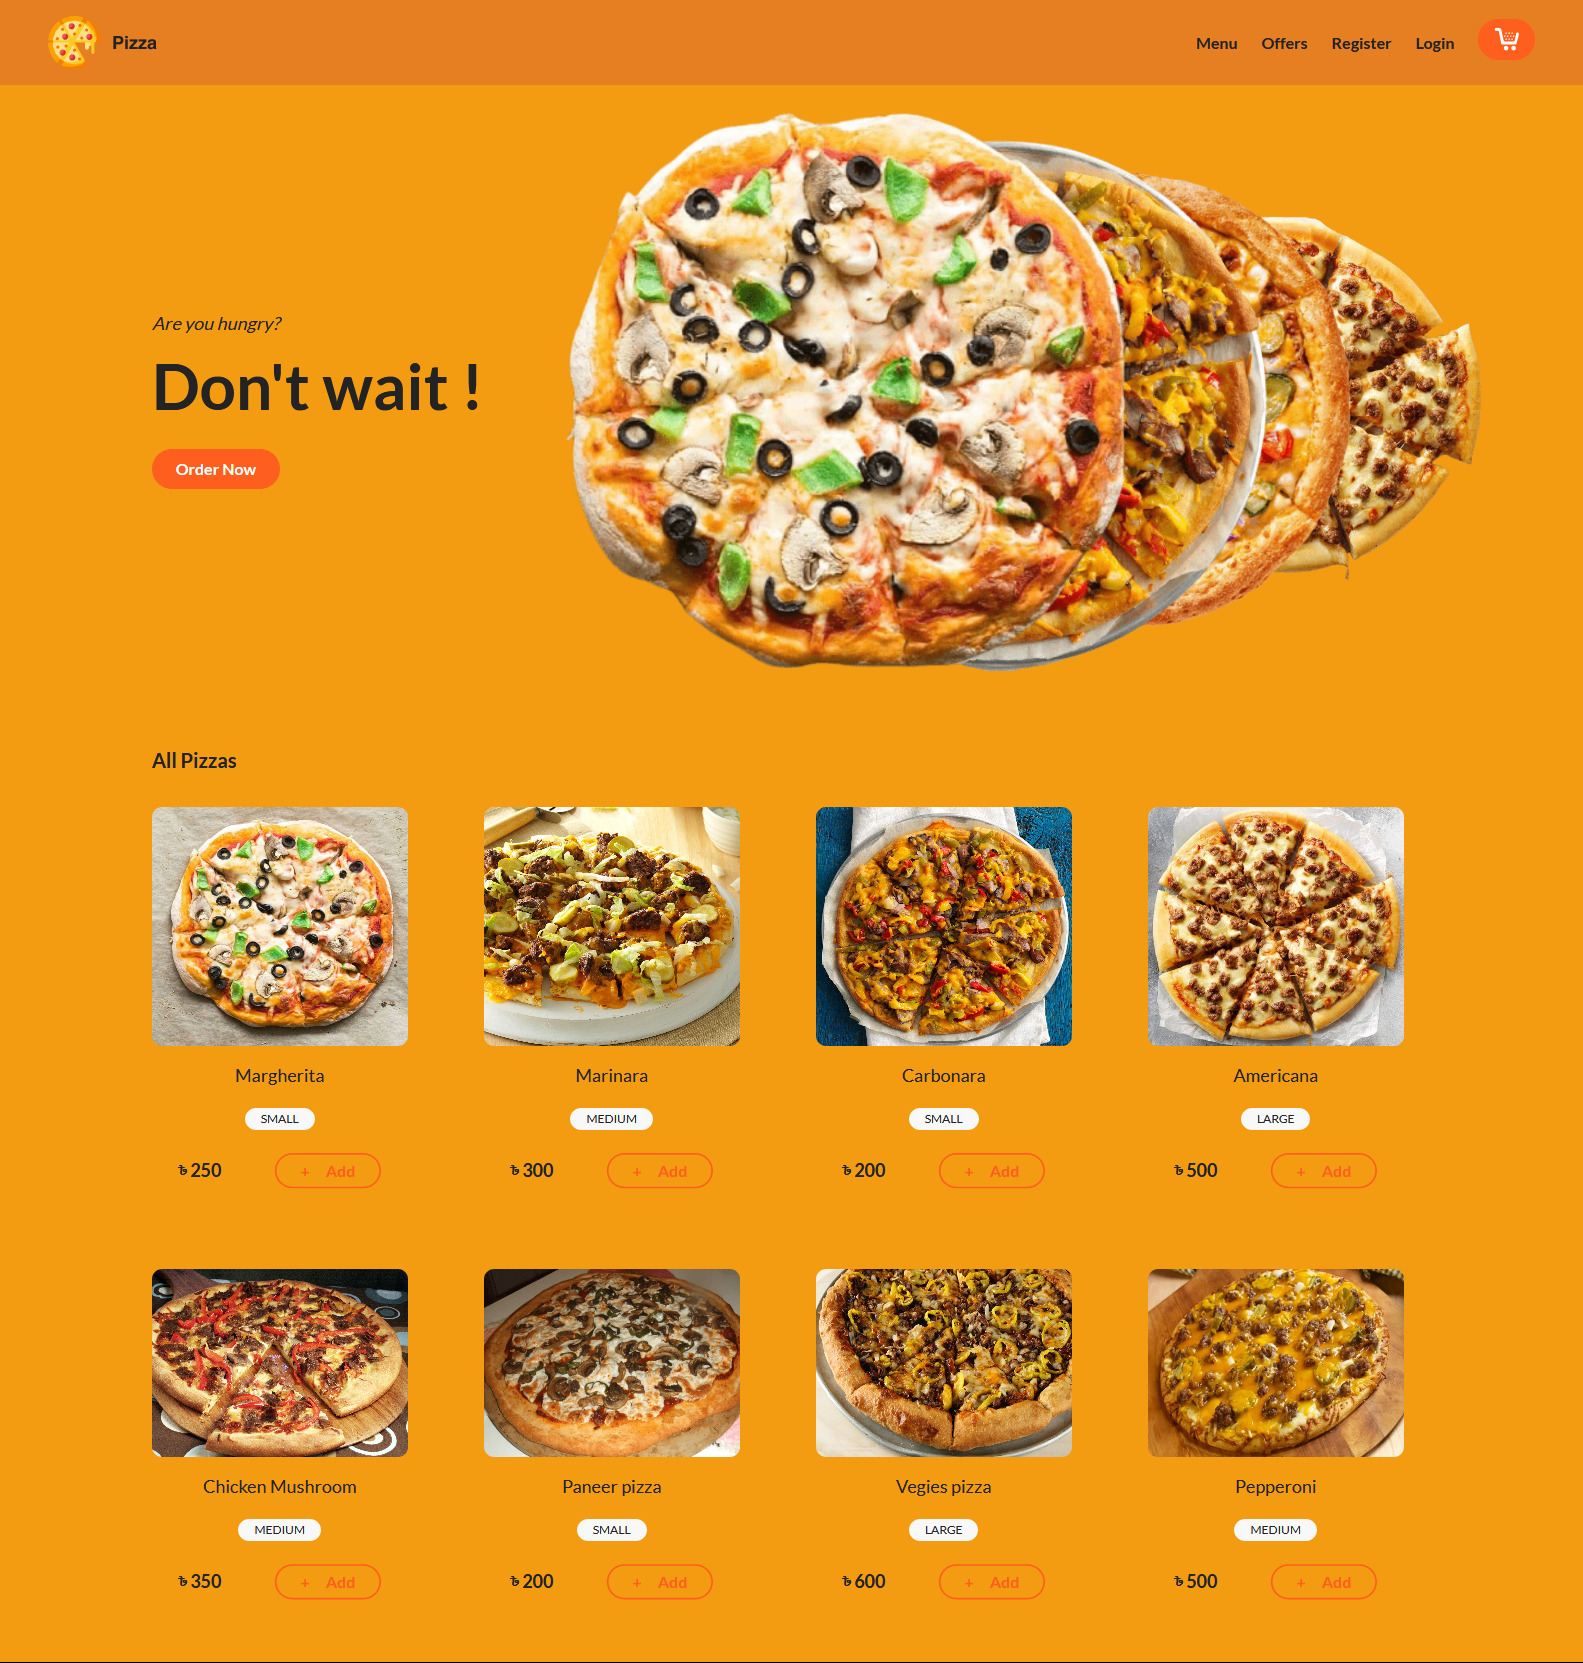 Pizza
Menu Offers Register Login
Are you hungry?
Don't wait !
Order Now
All Pizzas
Margherita Marinara Carbonara Americana
SMALL MEDIUM SMALL LARGE
৳ 250 + Add ৳ 300 + Add ৳ 200 + Add ৳ 500 + Add
Chicken Mushroom Paneer pizza Vegies pizza Pepperoni
MEDIUM SMALL LARGE MEDIUM
৳ 350 + Add ৳ 200 + Add ৳ 600 + Add ৳ 500 + Add